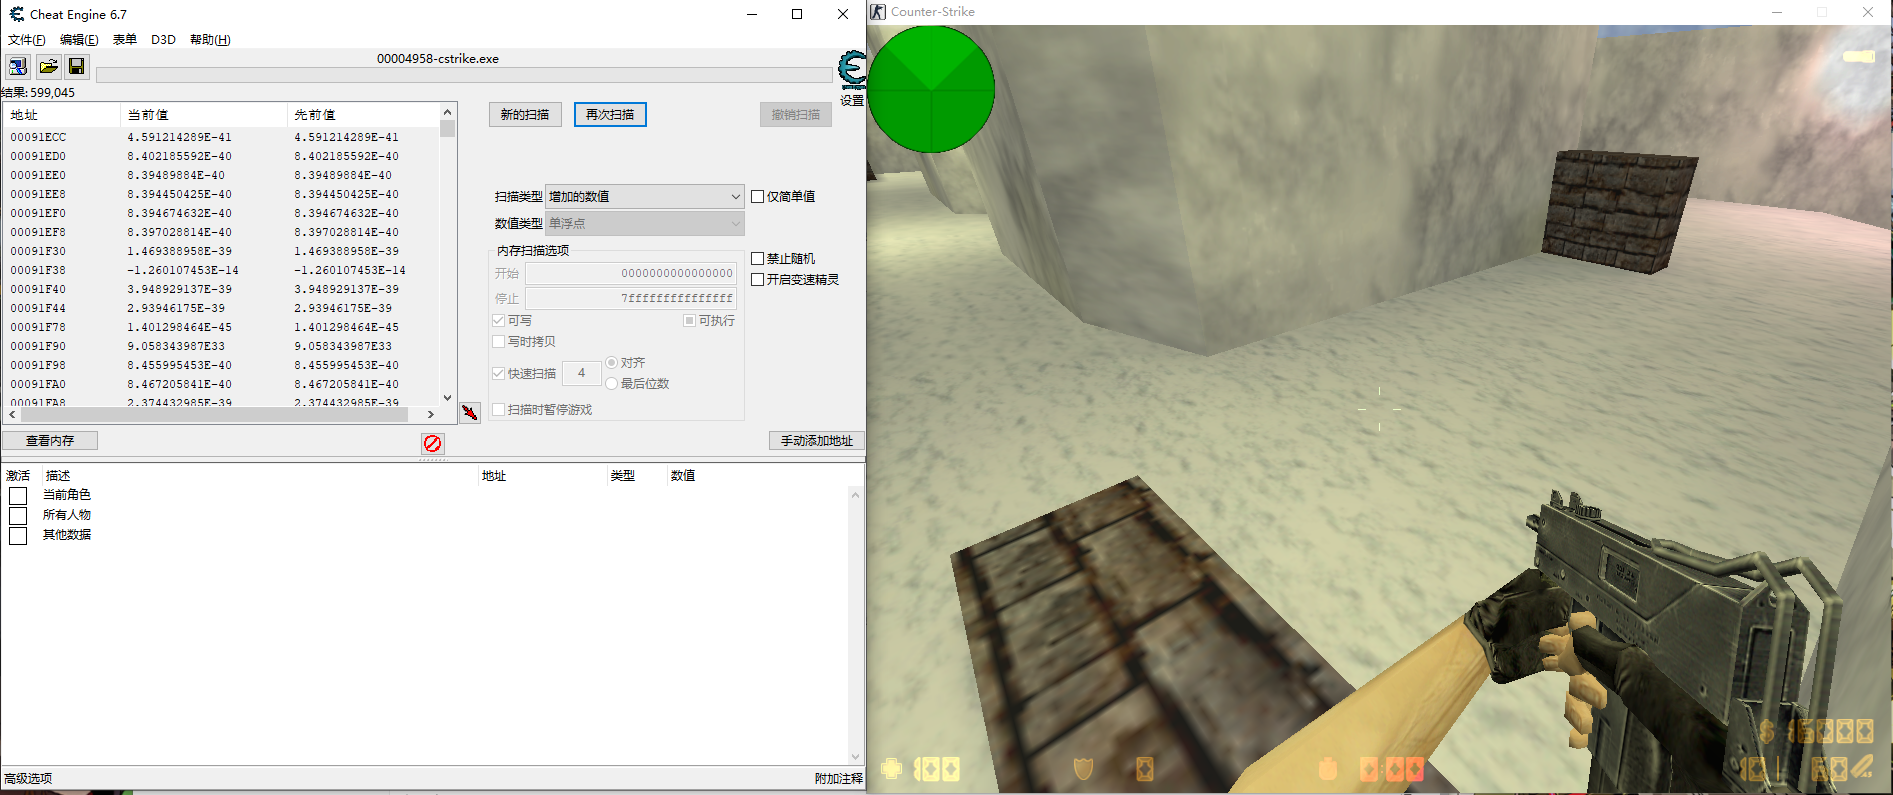 Cheat Engine 6.7
文件(F) 编辑(E) 表单 D3D 帮助(H)
00004958-cstrike.exe
结果: 599,045
设置
地址 当前值 先前值
00091ECC 4.591214289E-41 4.591214289E-41
00091ED0 8.402185592E-40 8.402185592E-40
00091EE0 8.39489884E-40 8.39489884E-40
00091EE8 8.394450425E-40 8.394450425E-40
00091EF0 8.394674632E-40 8.394674632E-40
00091EF8 8.397028814E-40 8.397028814E-40
00091F30 1.469388958E-39 1.469388958E-39
00091F38 -1.260107453E-14 -1.260107453E-14
00091F40 3.948929137E-39 3.948929137E-39
00091F44 2.93946175E-39 2.93946175E-39
00091F78 1.401298464E-45 1.401298464E-45
00091F90 9.058343987E33 9.058343987E33
00091F98 8.455995453E-40 8.455995453E-40
00091FA0 8.467205841E-40 8.467205841E-40
00091FA8 2.374432985E-39 2.374432985E-39
新的扫描 再次扫描 撤销扫描
扫描类型 增加的数值 仅简单值
数值类型 单浮点
内存扫描选项
开始 0000000000000000
停止 7fffffffffffffff
可写 可执行
写时拷贝
快速扫描 4 对齐
最后位数
扫描时暂停游戏
禁止随机
开启变速精灵
查看内存 手动添加地址
激活 描述 地址 类型 数值
当前角色
所有人物
其他数据
高级选项 附加注释
Counter-Strike
100
$ 16000